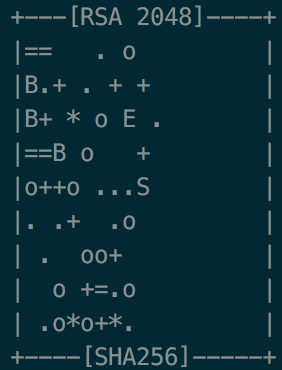 +---[RSA 2048]----+
|==   . o         |
|B.+ . + +        |
|B+ * o E .       |
|==B o   +        |
|o++o ...S        |
|. .+  .o         |
| .  oo+          |
|  o +=.o         |
| .o*o+*.         |
+----[SHA256]-----+